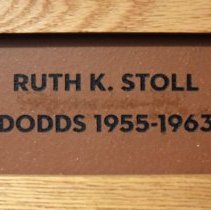 RUTH K. STOLL
DODDS 1955-1963